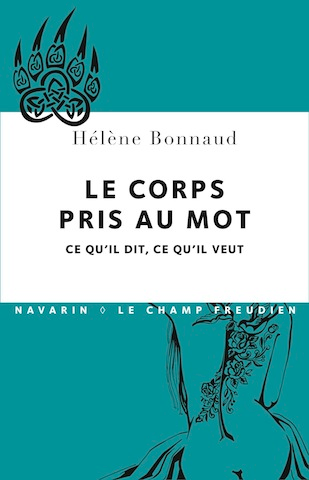 Hélène Bonnaud
LE CORPS
PRIS AU MOT
CE QU'IL DIT, CE QU'IL VEUT
NAVARIN ◊ LE CHAMP FREUDIEN